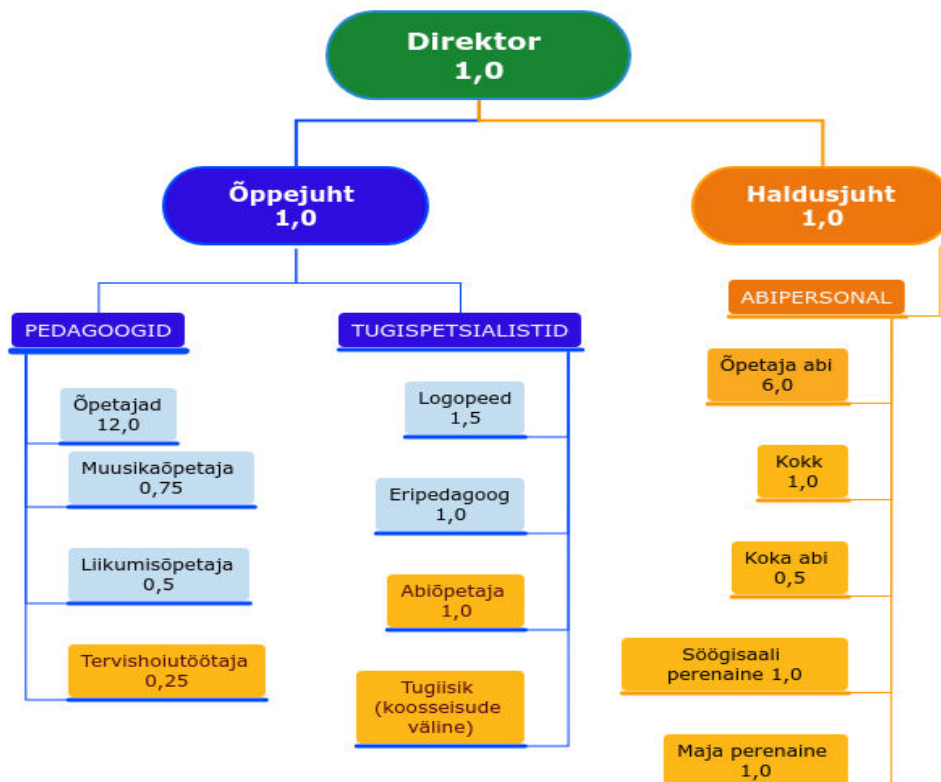 Direktor
1,0
Õppejuht
1,0
Haldusjuht
1,0
PEDAGOOGID
Õpetajad
12,0
Muusikaõpetaja
0,75
Liikumisõpetaja
0,5
Tervishoiutöötaja
0,25
TUGISPETSIALISTID
Logopeed
1,5
Eripedagoog
1,0
Abiõpetaja
1,0
Tugiisik
(koosseisude
väline)
ABIPERSONAL
Õpetaja abi
6,0
Kokk
1,0
Koka abi
0,5
Söögisaali
perenaine 1,0
Maja perenaine
1,0